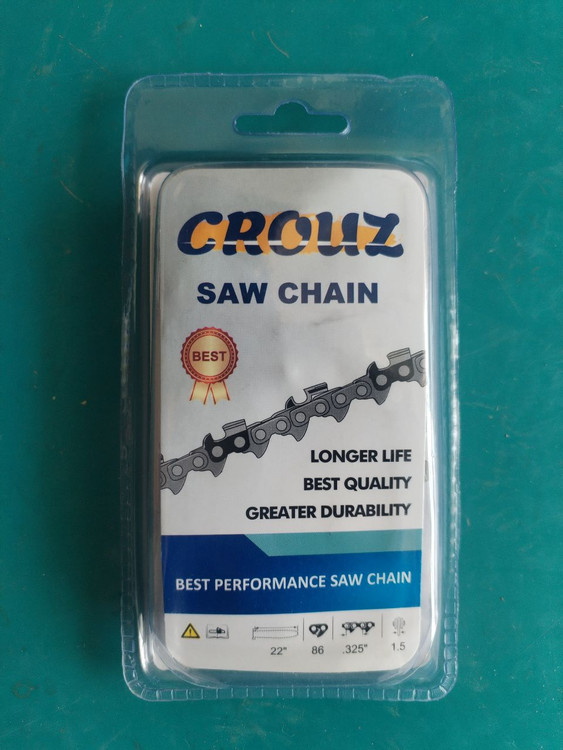 CROUZ
SAW CHAIN
BEST
LONGER LIFE
BEST QUALITY
GREATER DURABILITY
BEST PERFORMANCE SAW CHAIN
22" 86 .325" 1.5